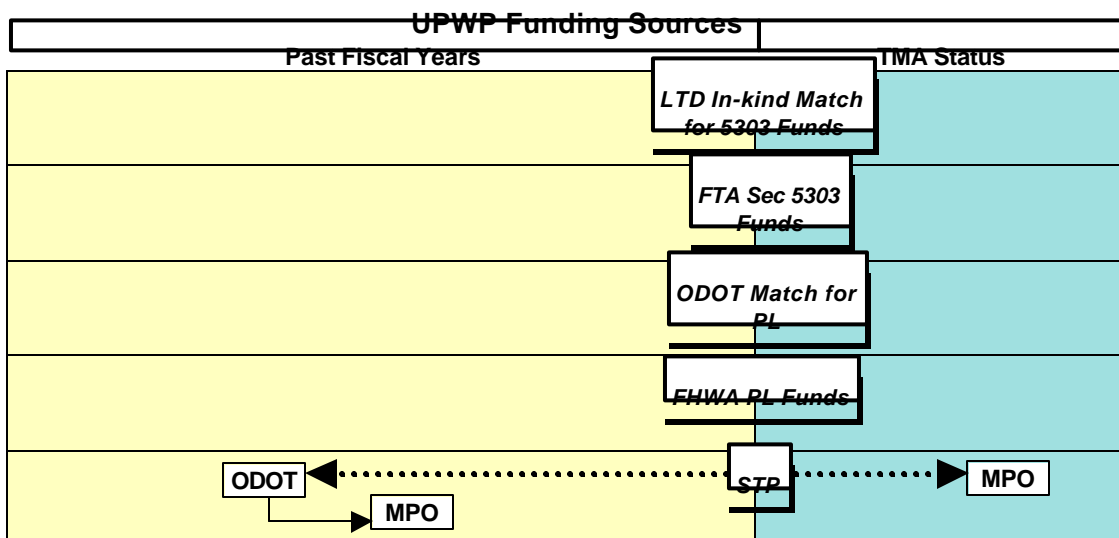 UPWP Funding Sources
Past Fiscal Years
TMA Status
LTD In-kind Match
for 5303 Funds
FTA Sec 5303
Funds
ODOT Match for
PL
FHWA PL Funds
STP
ODOT
MPO
MPO